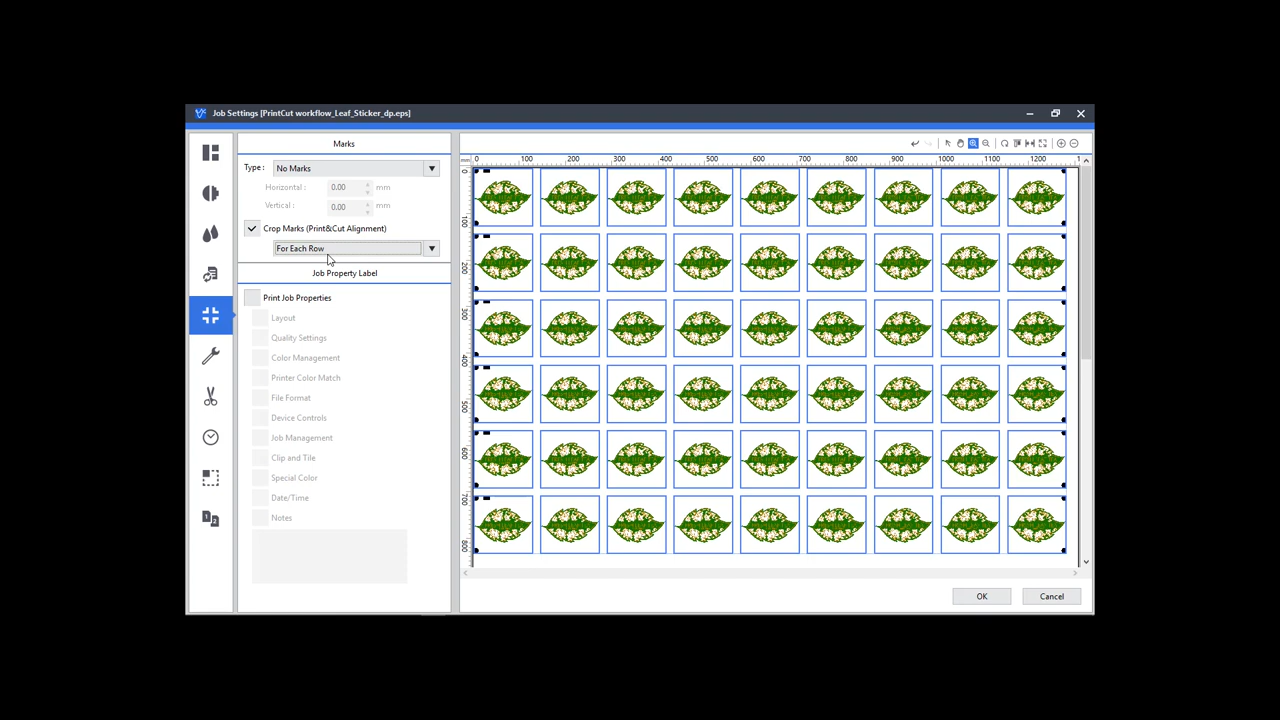 Job Settings [PrintCut workflow_Leaf_Sticker_dp.eps]
Marks
Type : No Marks
Horizontal : 0.00 mm
Vertical : 0.00 mm
Crop Marks (Print&Cut Alignment)
For Each Row
Job Property Label
Print Job Properties
Layout
Quality Settings
Color Management
Printer Color Match
File Format
Device Controls
Job Management
Clip and Tile
Special Color
Date/Time
Notes
mm 0 100 200 300 400 500 600 700 800 900 1000 1100 1200
0
100
200
300
400
500
600
700
800
OK Cancel